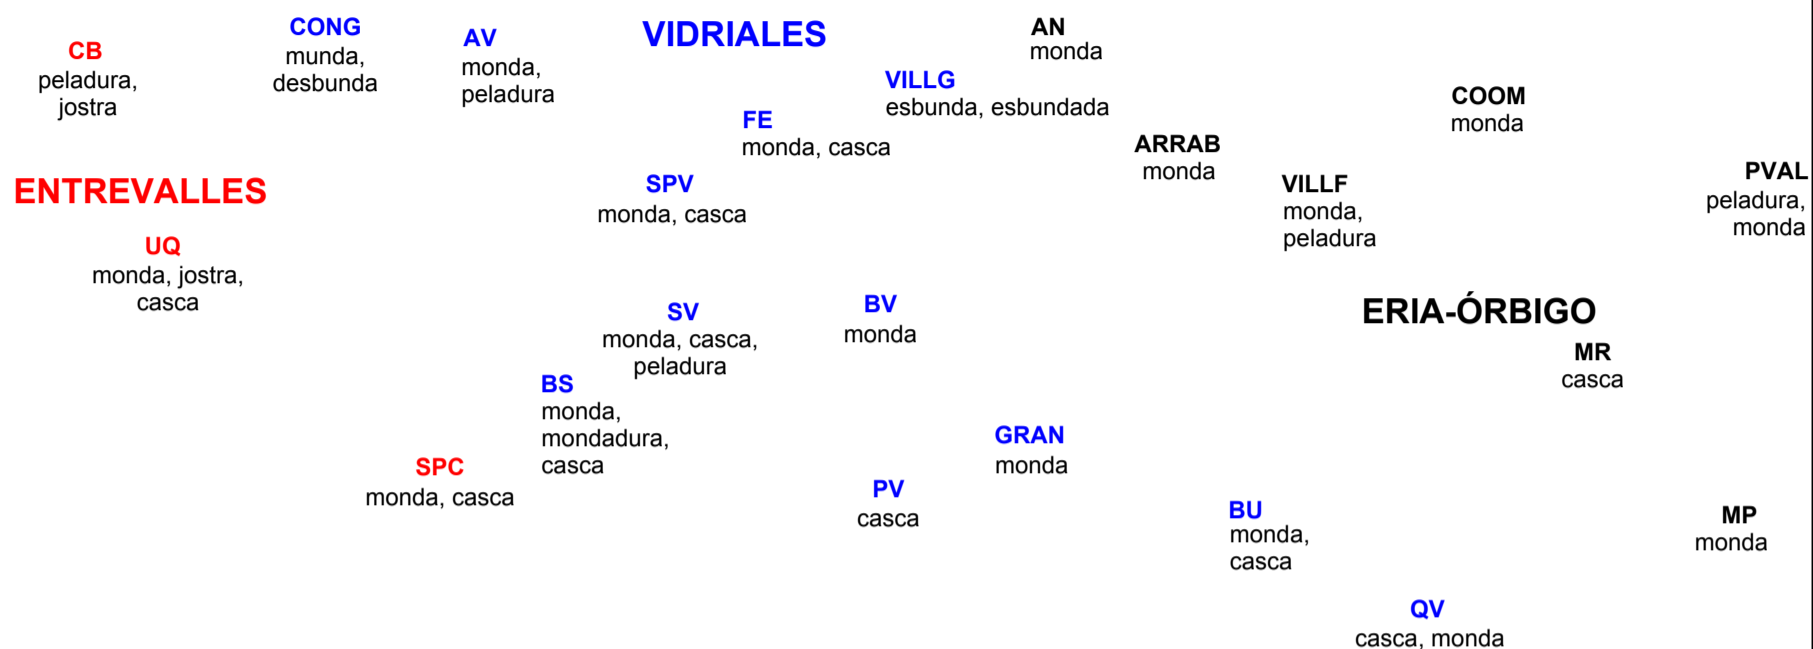 CB
peladura,
jostra
CONG
munda,
desbunda
AV
monda,
peladura
VIDRIALES
AN
monda
VILLG
esbunda, esbundada
FE
monda, casca
COOM
monda
ARRAB
monda
ENTREVALLES
SPV
monda, casca
VILLF
monda,
peladura
PVAL
peladura,
monda
UQ
monda, jostra,
casca
SV
monda, casca,
peladura
BV
monda
ERIA-ÓRBIGO
MR
casca
BS
monda,
mondadura,
casca
SPC
monda, casca
GRAN
monda
PV
casca
BU
monda,
casca
MP
monda
QV
casca, monda